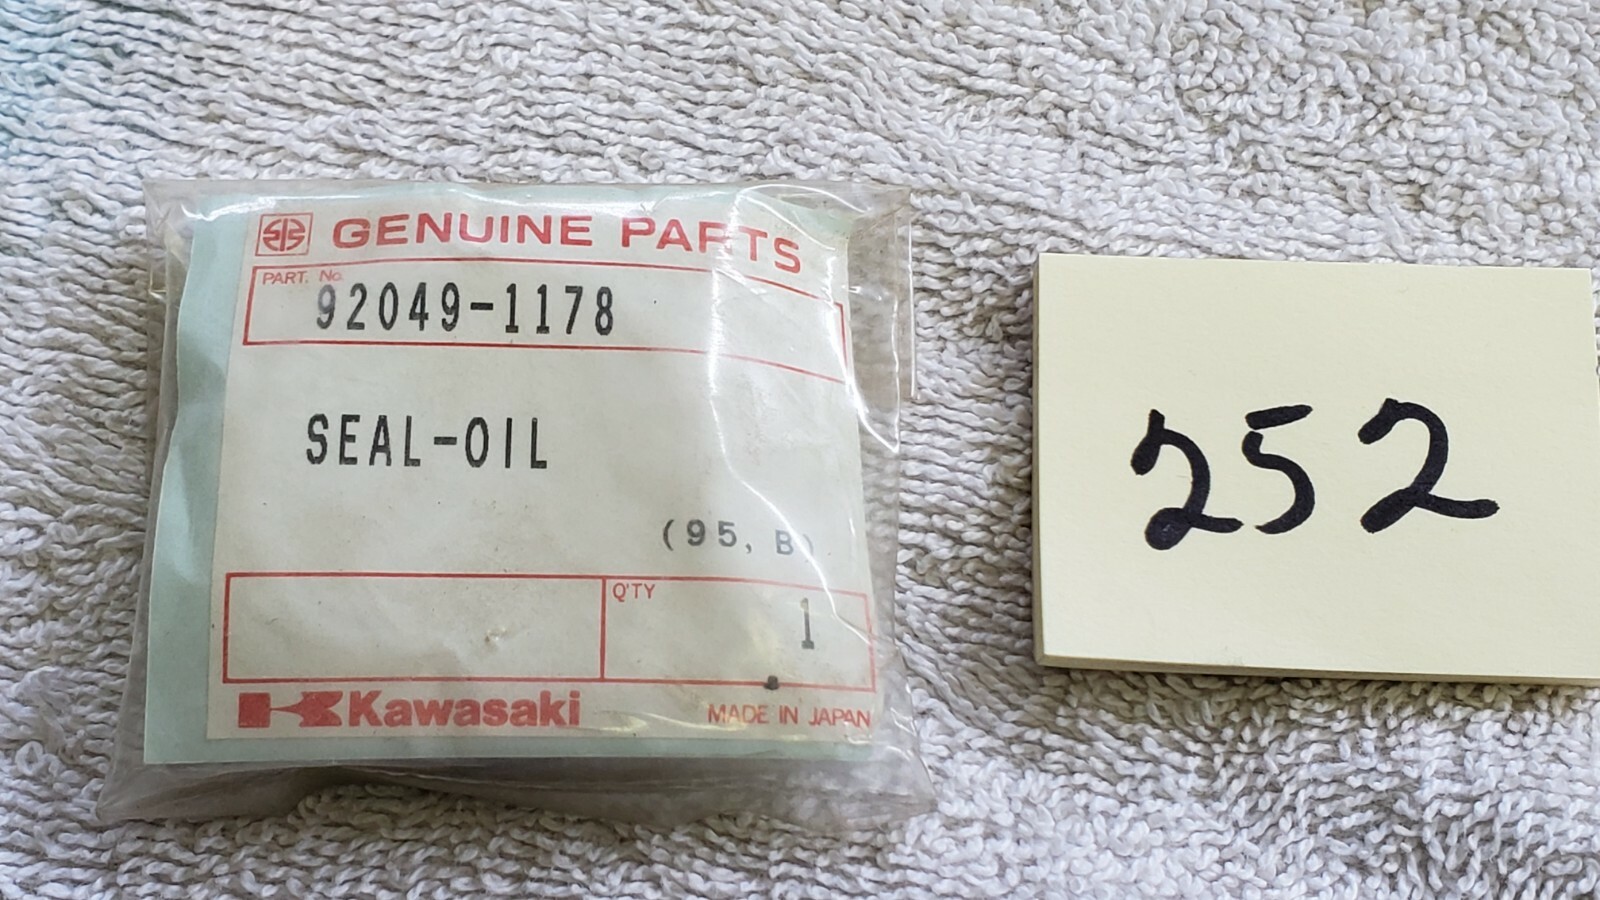 GENUINE PARTS
PART. No.
92049-1178
SEAL-OIL
(95, B)
Q'TY
1
Kawasaki
MADE IN JAPAN
252